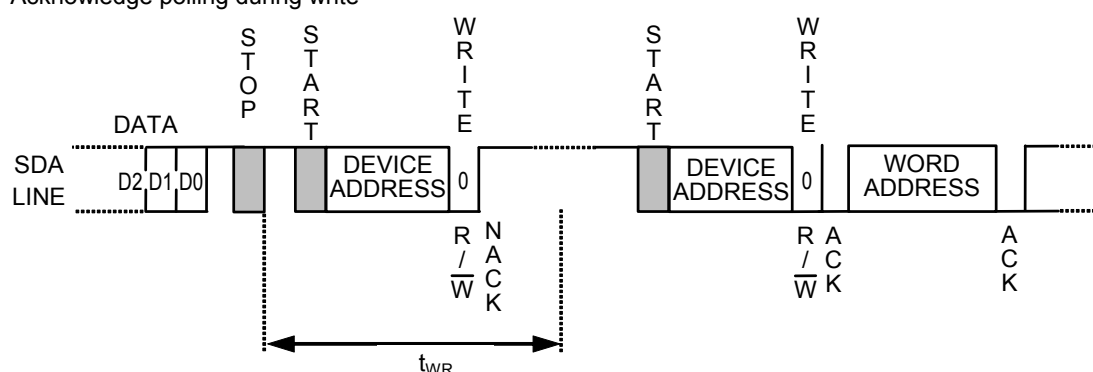 Acknowledge polling during write
STOP
START
WRITE
START
WRITE
DATA
SDA
LINE
D2 D1 D0
DEVICE
ADDRESS
0
DEVICE
ADDRESS
0
WORD
ADDRESS
R/W̅
NACK
R/W̅
ACK
ACK
tWR